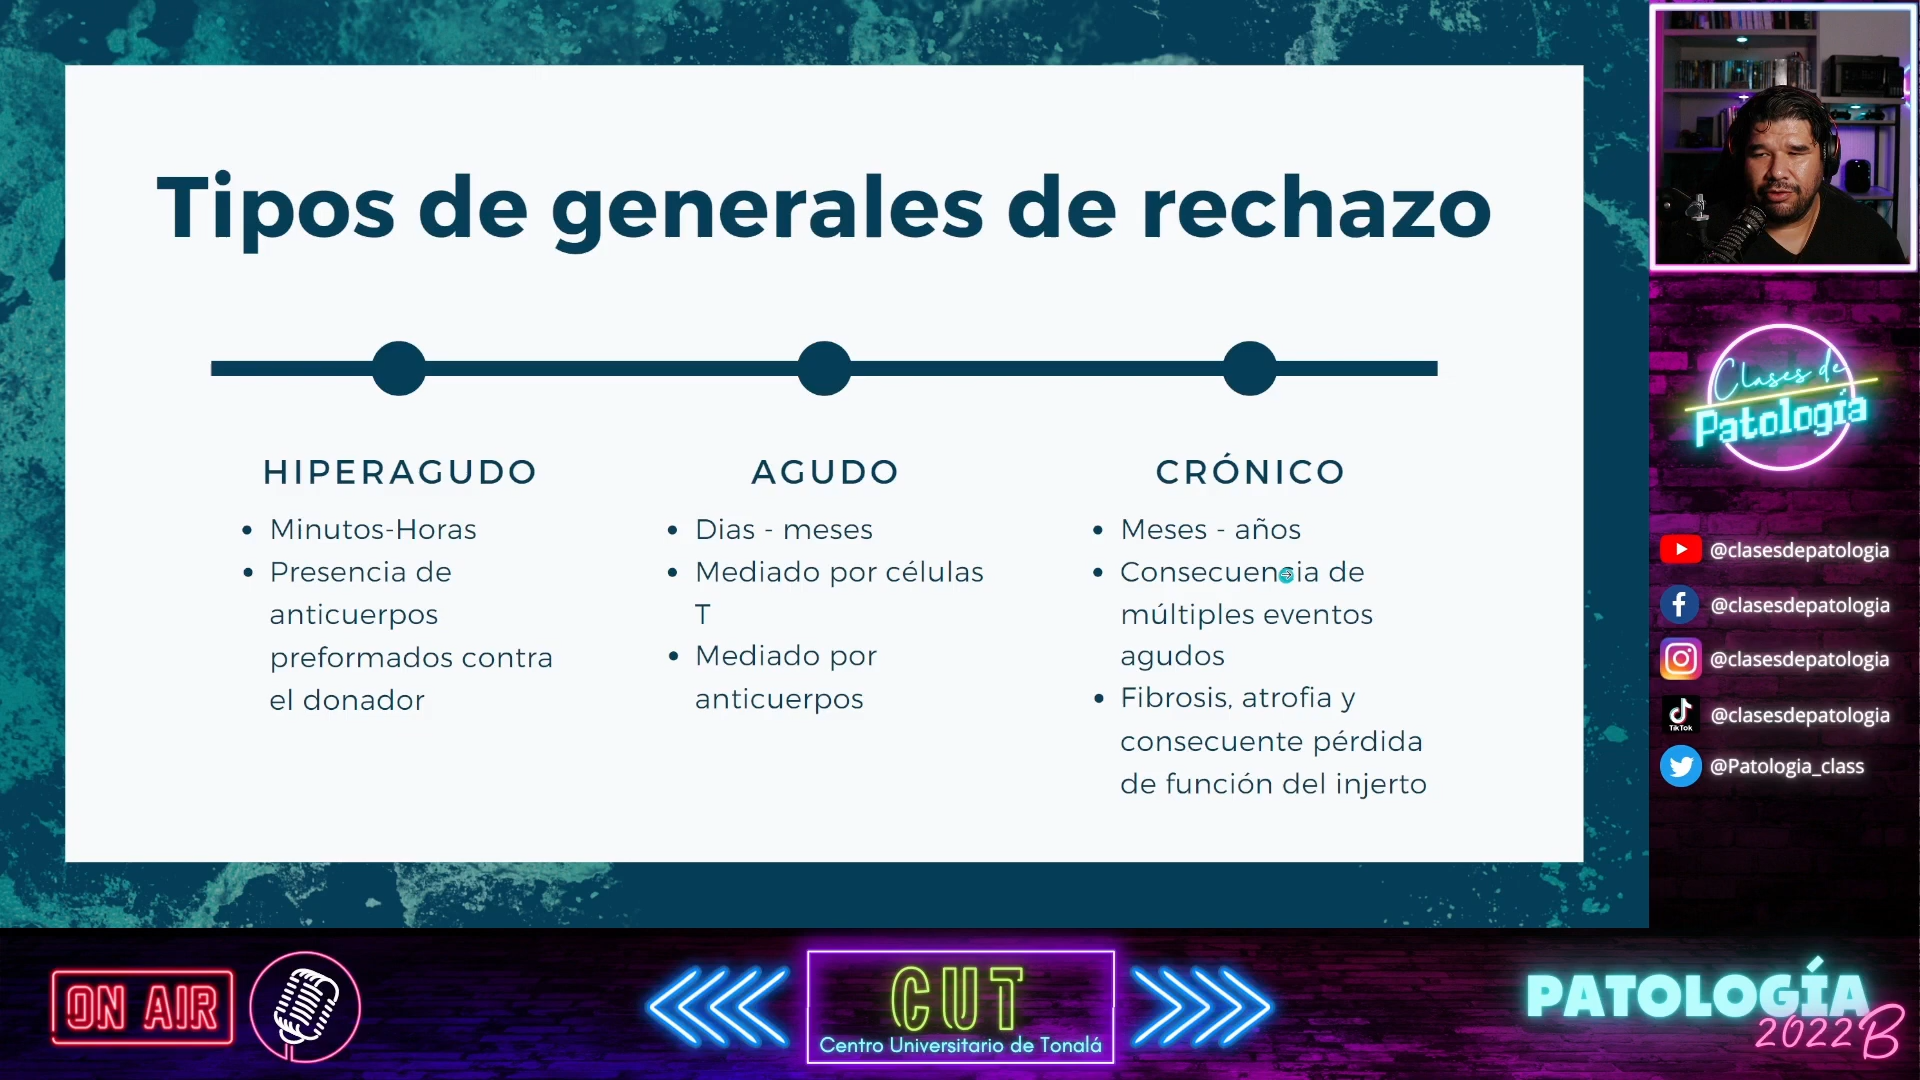 Tipos de generales de rechazo
HIPERAGUDO
• Minutos-Horas
• Presencia de
anticuerpos
preformados contra
el donador
AGUDO
• Dias - meses
• Mediado por células
T
• Mediado por
anticuerpos
CRÓNICO
• Meses - años
• Consecuencia de
múltiples eventos
agudos
• Fibrosis, atrofia y
consecuente pérdida
de función del injerto
Clases de
Patología
@clasesdepatologia
@clasesdepatologia
@clasesdepatologia
TikTok
@clasesdepatologia
@Patologia_class
ON AIR
CUT
Centro Universitario de Tonalá
PATOLOGÍA
2022B